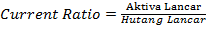 Current Ratio = Aktiva Lancar / Hutang Lancar